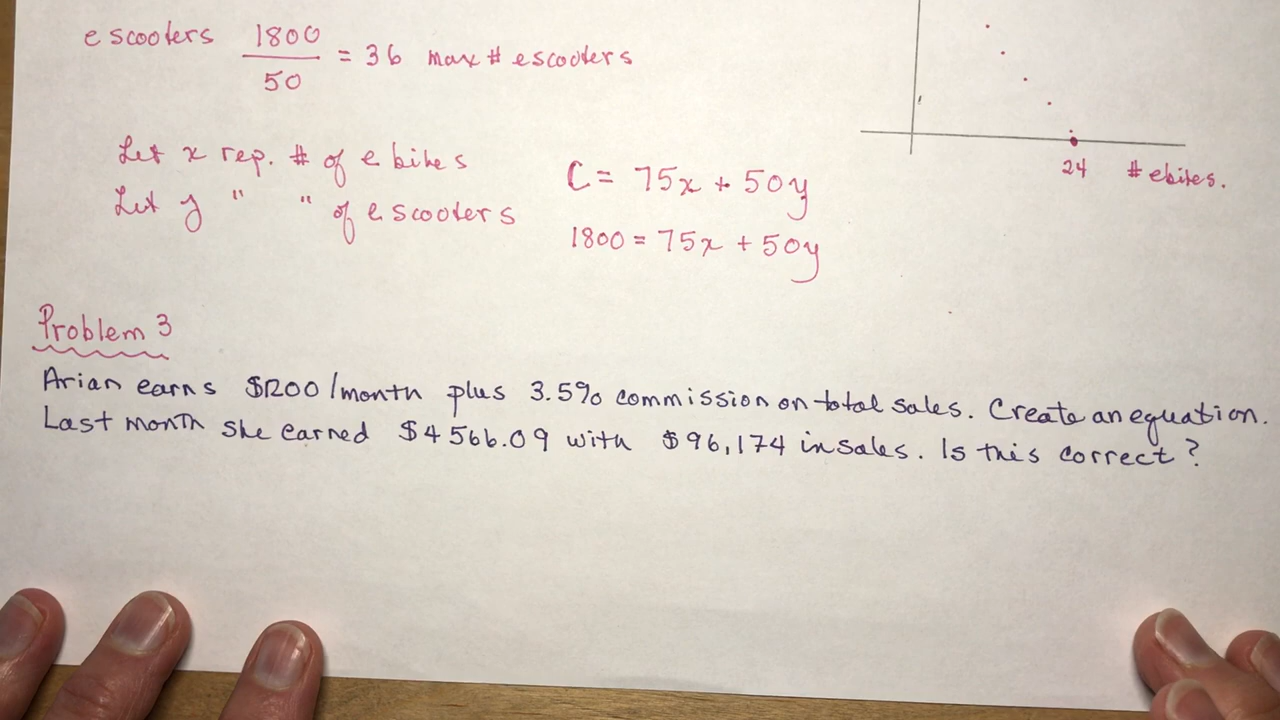 e scooters 1800
50
= 36 max # escooters
Let x rep. # of e bikes
Let y " " of e scooters
C = 75x + 50y
1800 = 75x + 50y
24 # ebikes.
Problem 3
Arian earns $1200/month plus 3.5% commission on total sales. Create an equation.
Last month she earned $4566.09 with $96,174 in sales. Is this correct?